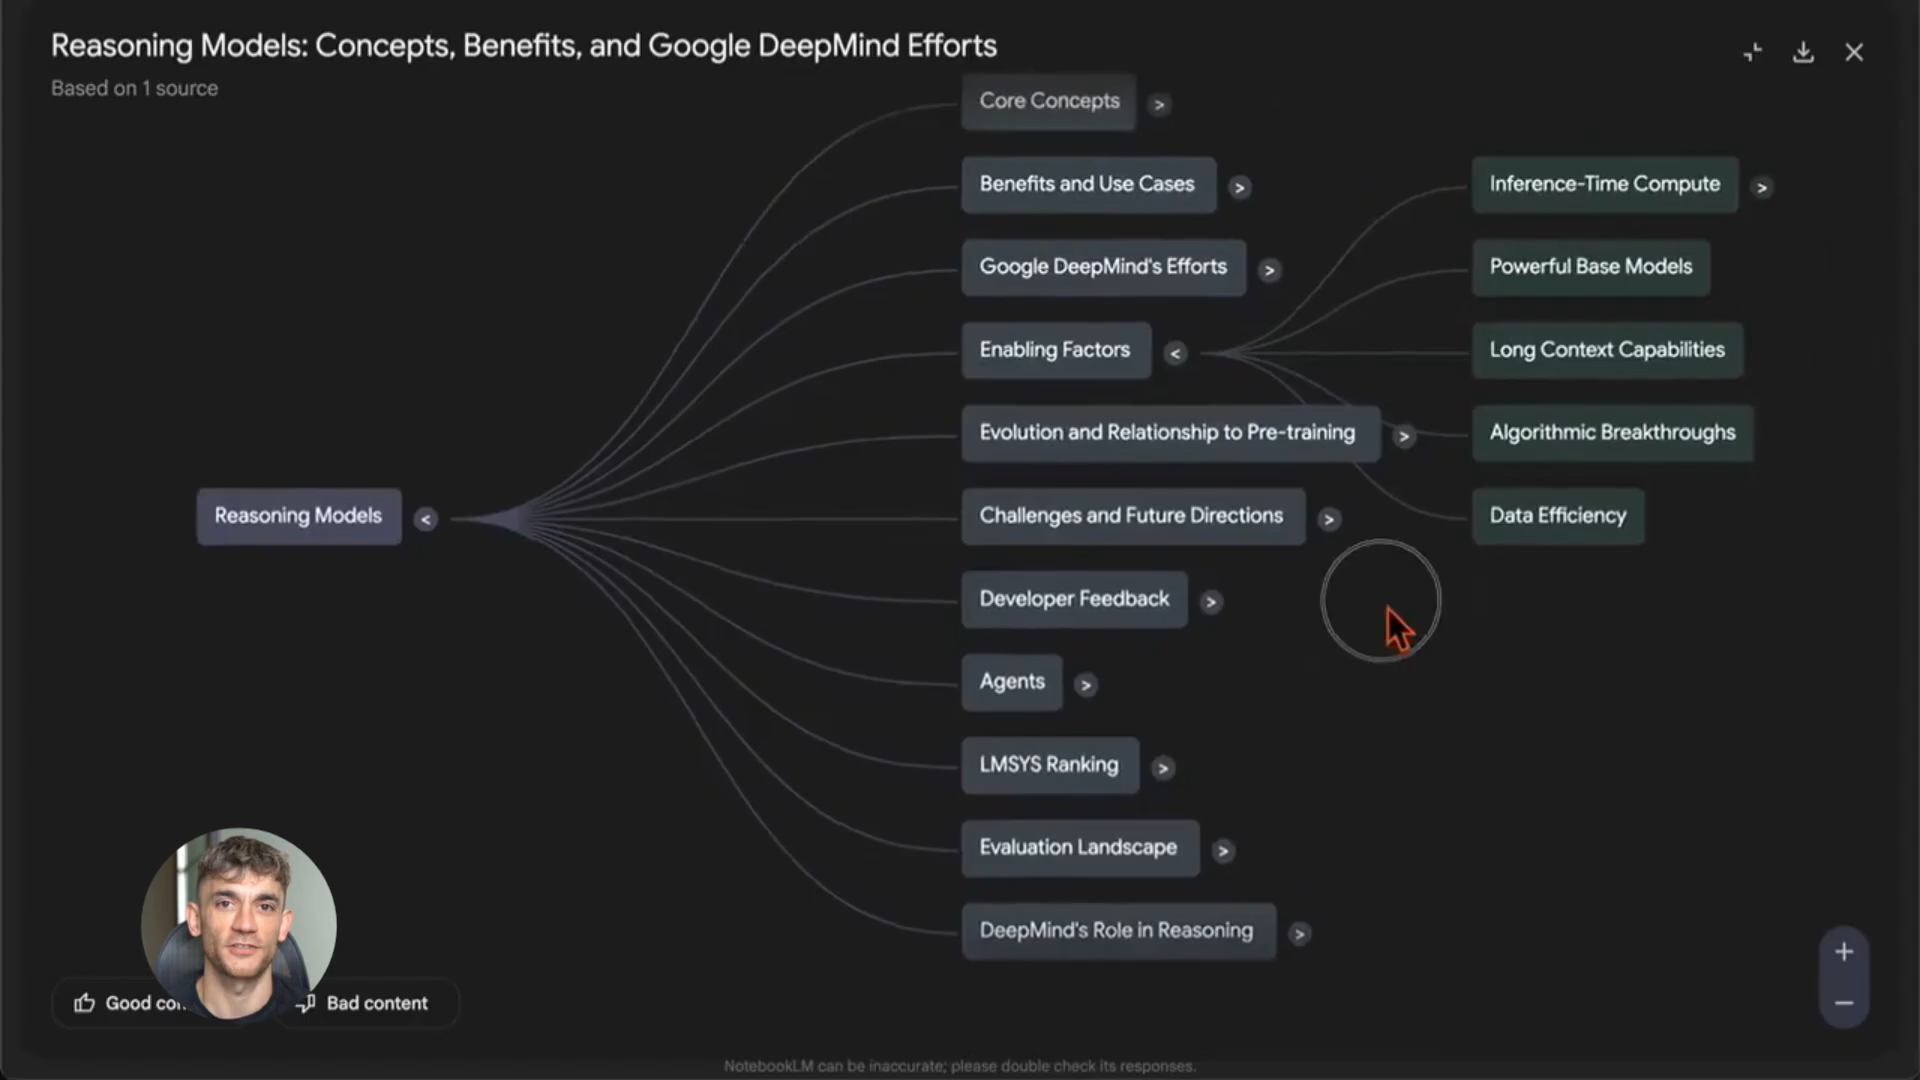 Reasoning Models: Concepts, Benefits, and Google DeepMind Efforts
Based on 1 source
Core Concepts
Benefits and Use Cases
Inference-Time Compute
Google DeepMind's Efforts
Powerful Base Models
Enabling Factors
Long Context Capabilities
Evolution and Relationship to Pre-training
Algorithmic Breakthroughs
Reasoning Models
Challenges and Future Directions
Data Efficiency
Developer Feedback
Agents
LMSYS Ranking
Evaluation Landscape
DeepMind's Role in Reasoning
Good
Bad content
NotebookLM can be inaccurate; please double check its responses.